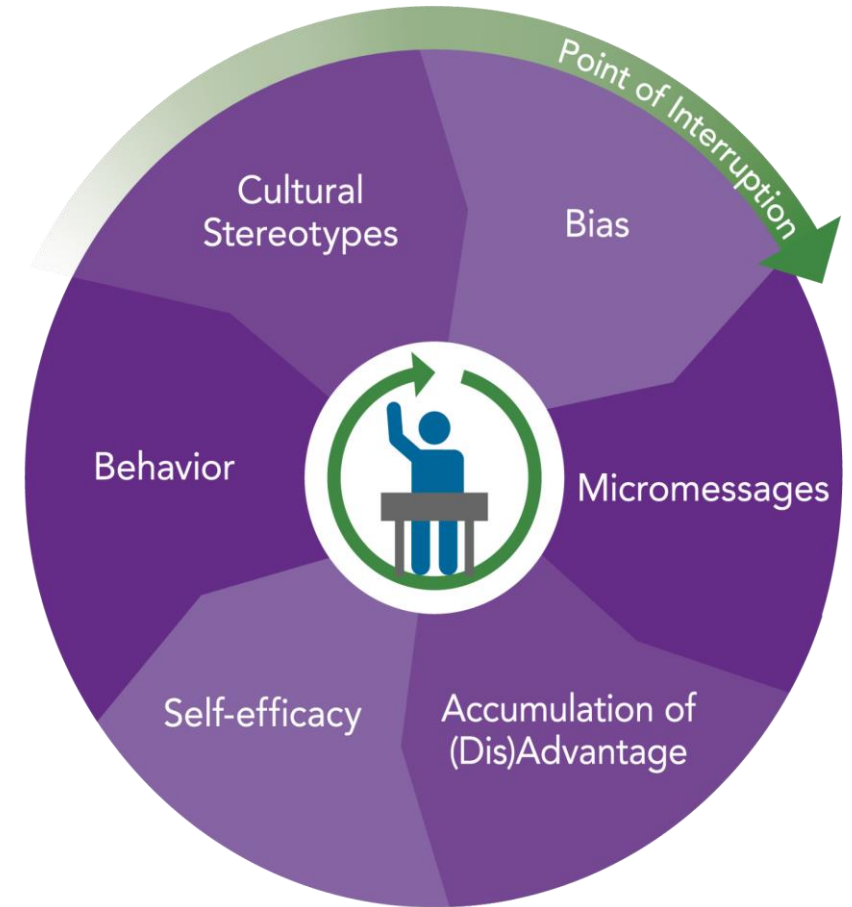 Point of Interruption
Cultural
Stereotypes
Bias
Behavior
Micromessages
Self-efficacy
Accumulation of
(Dis)Advantage